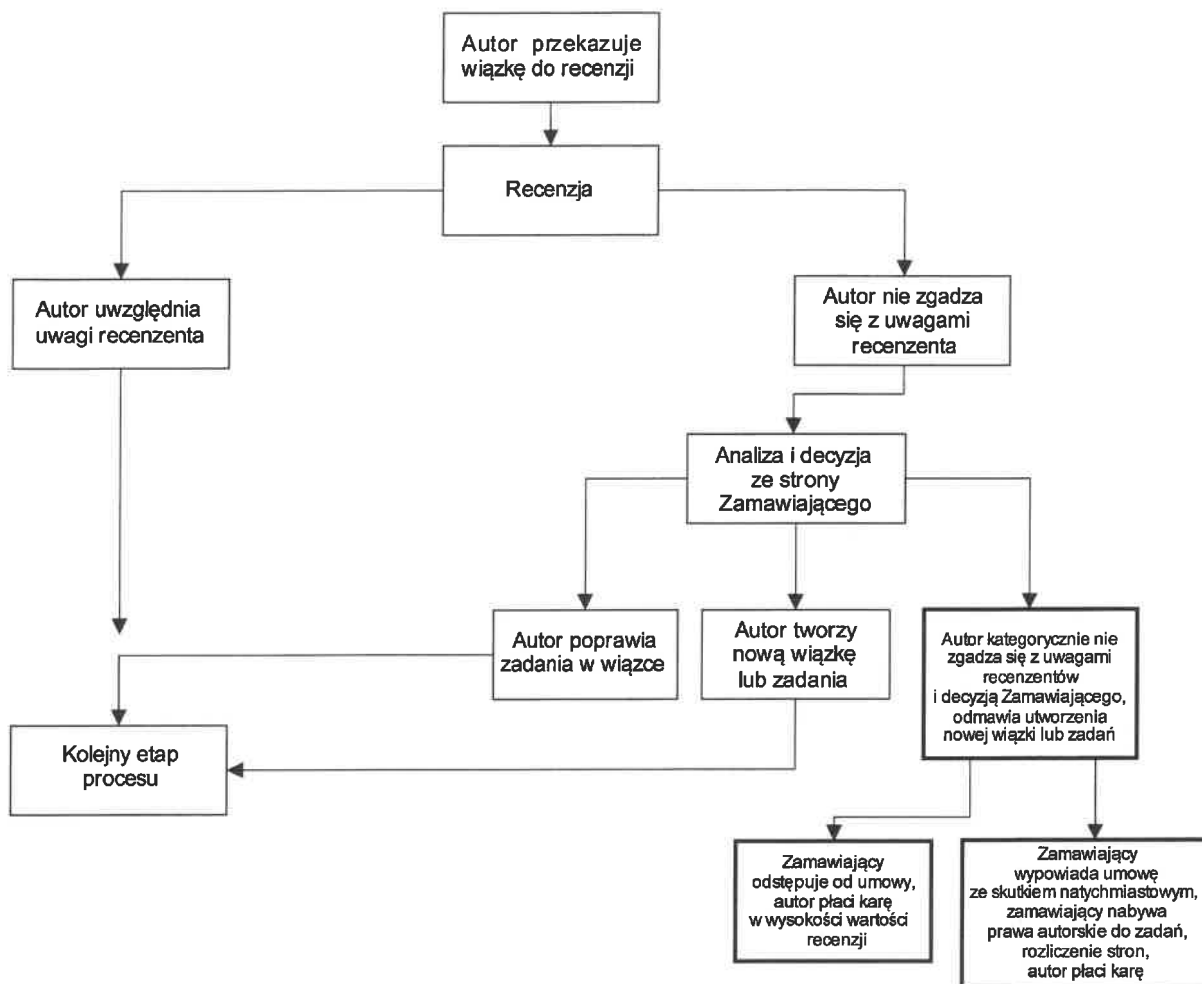 Autor przekazuje
wiązkę do recenzji
Recenzja
Autor uwzględnia
uwagi recenzenta
Autor nie zgadza
się z uwagami
recenzenta
Analiza i decyzja
ze strony
Zamawiającego
Autor poprawia
zadania w wiązce
Autor tworzy
nową wiązkę
lub zadania
Autor kategorycznie nie
zgadza się z uwagami
recenzentów
i decyzją Zamawiającego,
odmawia utworzenia
nowej wiązki lub zadań
Kolejny etap
procesu
Zamawiający
odstępuje od umowy,
autor płaci karę
w wysokości wartości
recenzji
Zamawiający
wypowiada umowę
ze skutkiem natychmiastowym,
zamawiający nabywa
prawa autorskie do zadań,
rozliczenie stron,
autor płaci karę